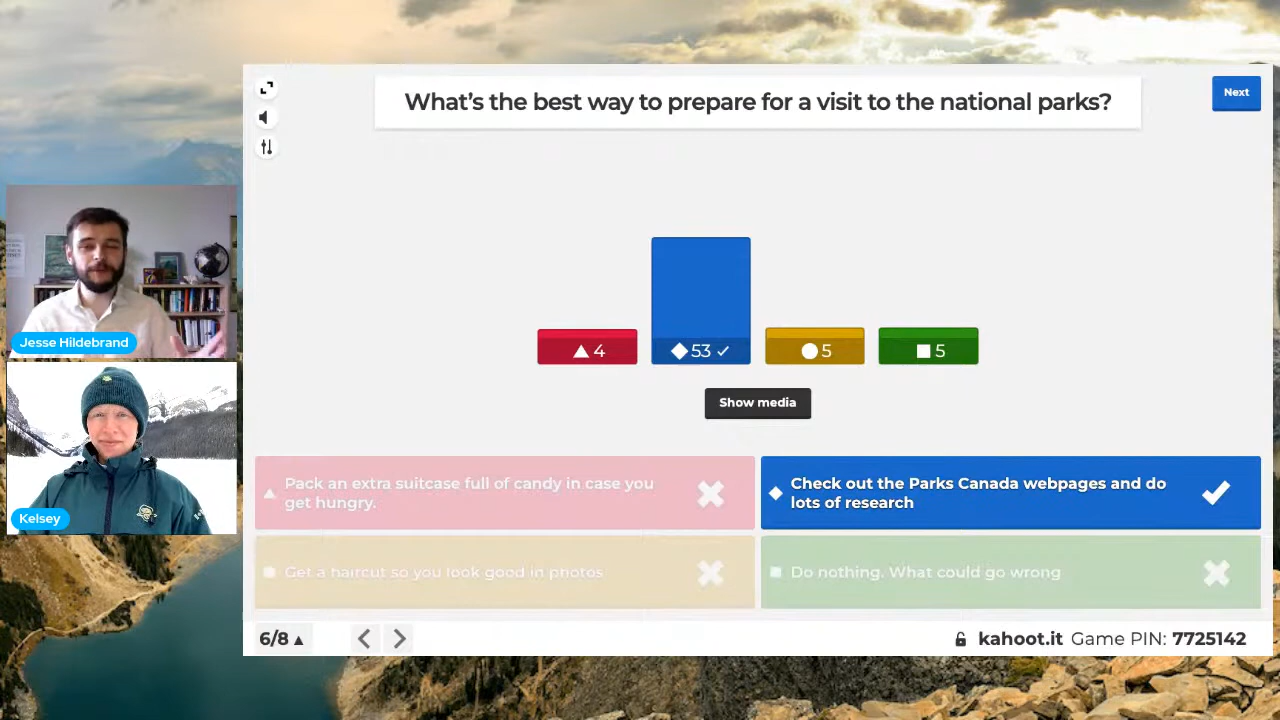 What's the best way to prepare for a visit to the national parks?
Next
4
53
5
5
Show media
Pack an extra suitcase full of candy in case you
get hungry.
Check out the Parks Canada webpages and do
lots of research
Get a haircut so you look good in photos
Do nothing. What could go wrong
6/8
kahoot.it Game PIN: 7725142
Jesse Hildebrand
Kelsey